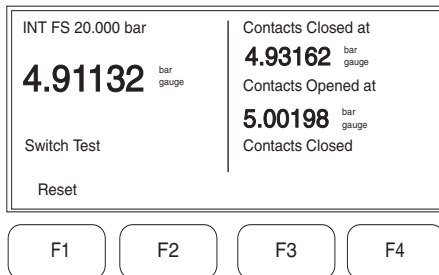 INT FS 20.000 bar
4.91132 bar gauge
Switch Test
Reset
Contacts Closed at
4.93162 bar gauge
Contacts Opened at
5.00198 bar gauge
Contacts Closed
F1 F2 F3 F4